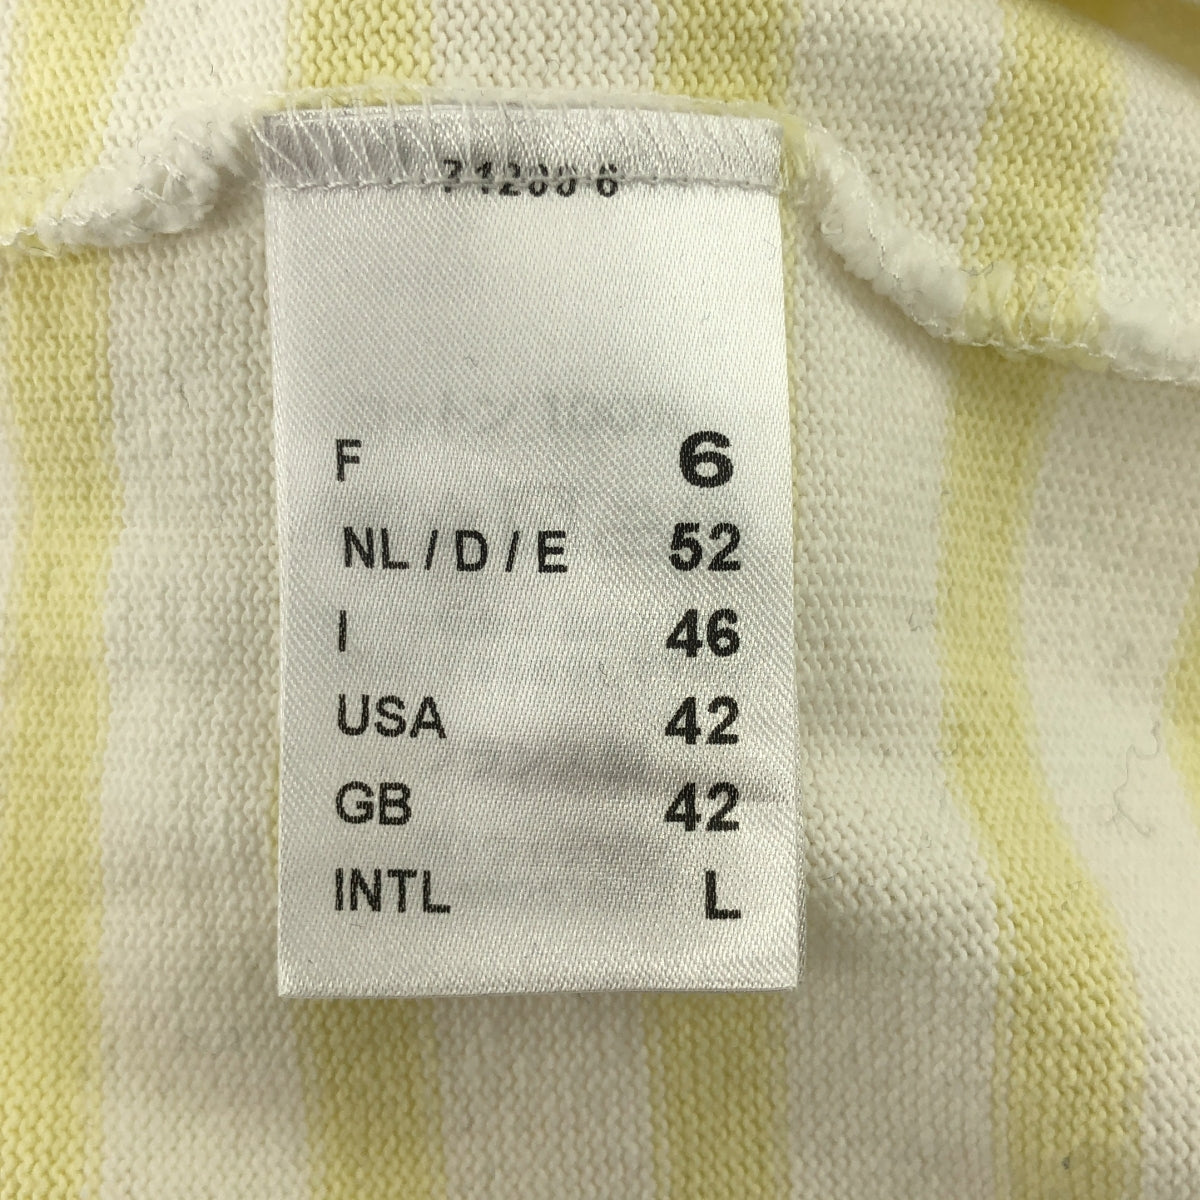 F 6
NL / D / E 52
I 46
USA 42
GB 42
INTL L